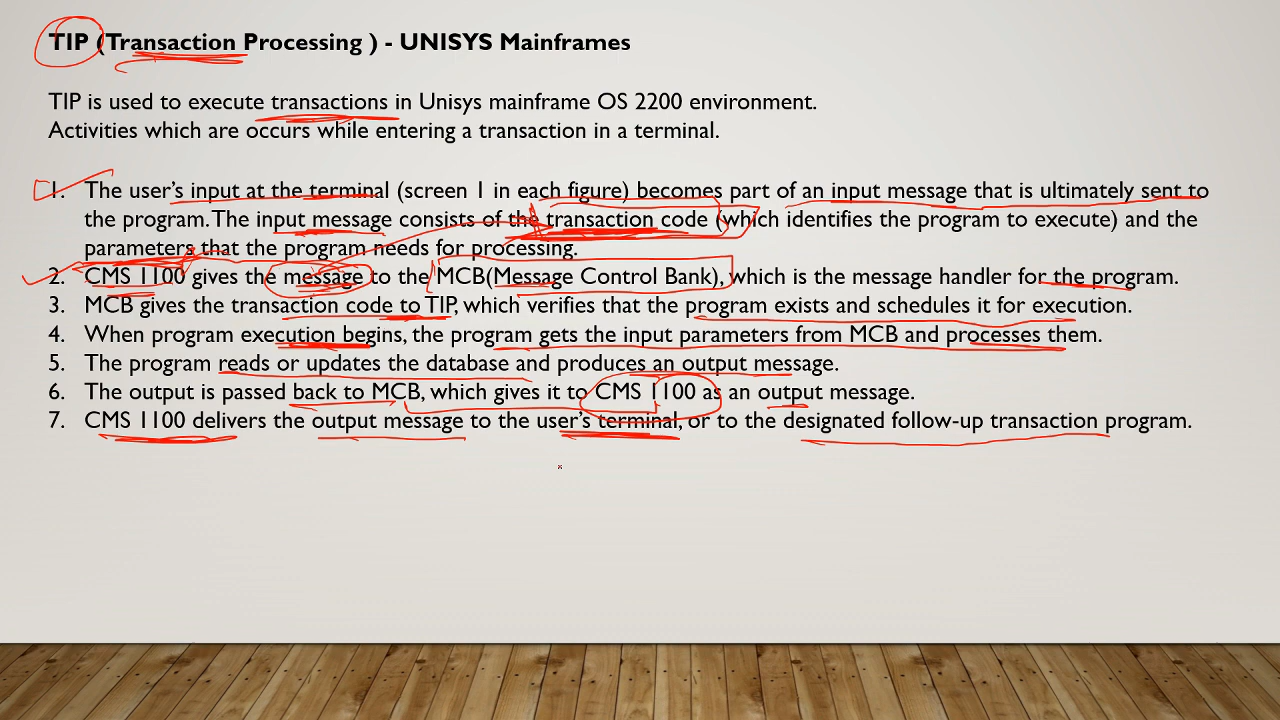 TIP (Transaction Processing ) - UNISYS Mainframes
TIP is used to execute transactions in Unisys mainframe OS 2200 environment.
Activities which are occurs while entering a transaction in a terminal.
1. The user's input at the terminal (screen 1 in each figure) becomes part of an input message that is ultimately sent to
the program. The input message consists of the transaction code (which identifies the program to execute) and the
parameters that the program needs for processing.
2. CMS 1100 gives the message to the MCB(Message Control Bank), which is the message handler for the program.
3. MCB gives the transaction code to TIP, which verifies that the program exists and schedules it for execution.
4. When program execution begins, the program gets the input parameters from MCB and processes them.
5. The program reads or updates the database and produces an output message.
6. The output is passed back to MCB, which gives it to CMS 1100 as an output message.
7. CMS 1100 delivers the output message to the user's terminal, or to the designated follow-up transaction program.